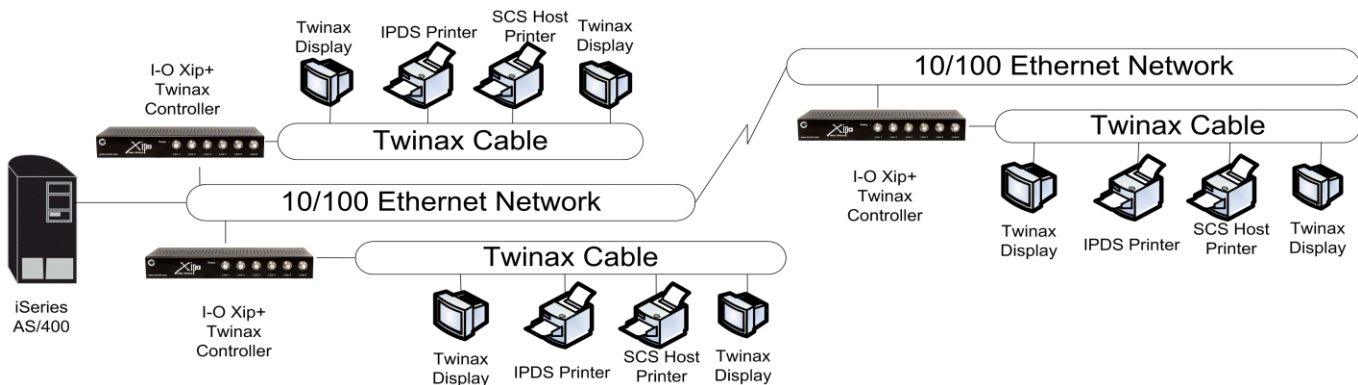 Twinax
Display
IPDS Printer
SCS Host
Printer
Twinax
Display
I-O Xip+
Twinax
Controller
Twinax Cable
10/100 Ethernet Network
iSeries
AS/400
10/100 Ethernet Network
Twinax Cable
I-O Xip+
Twinax
Controller
Twinax
Display
IPDS Printer
SCS Host
Printer
Twinax
Display
Twinax Cable
I-O Xip+
Twinax
Controller
Twinax
Display
IPDS Printer
SCS Host
Printer
Twinax
Display